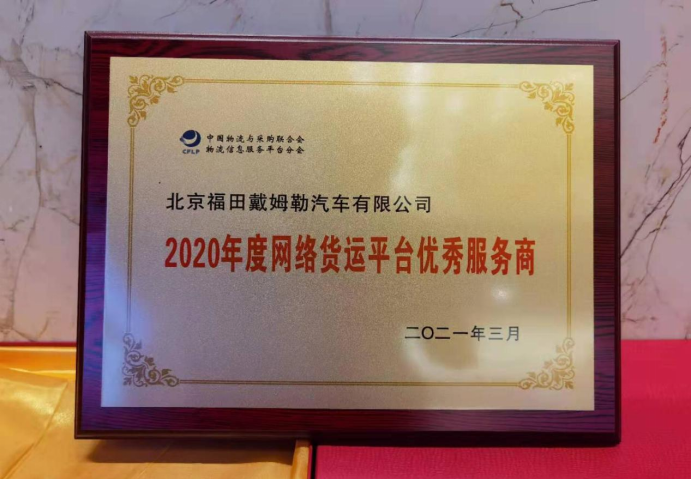 中国物流与采购联合会
CFLP 物流信息服务平台分会
北京福田戴姆勒汽车有限公司
2020年度网络货运平台优秀服务商
二〇二一年三月